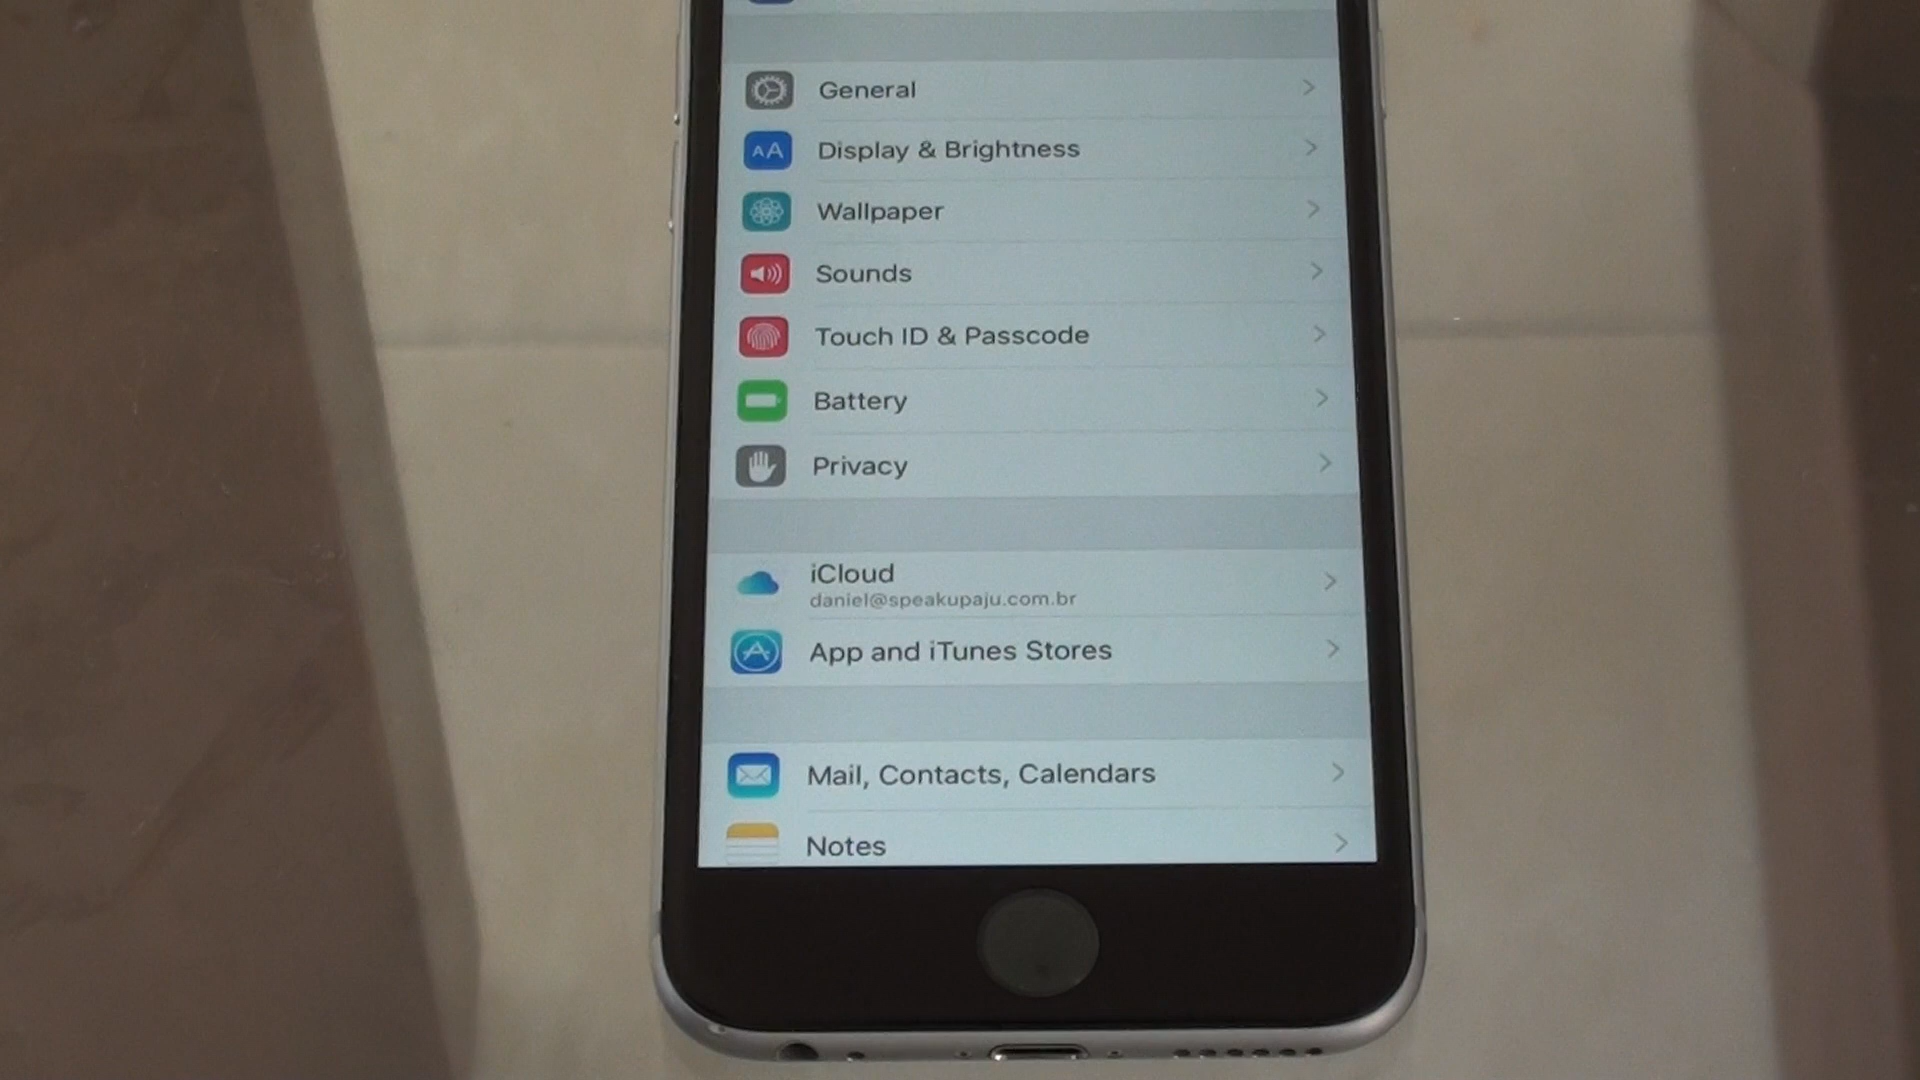 General
AA Display & Brightness
Wallpaper
Sounds
Touch ID & Passcode
Battery
Privacy
iCloud
daniel@speakupaju.com.br
App and iTunes Stores
Mail, Contacts, Calendars
Notes